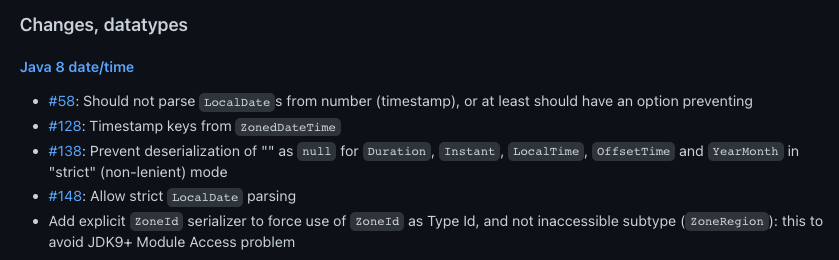 Changes, datatypes
Java 8 date/time
• #58: Should not parse LocalDates from number (timestamp), or at least should have an option preventing
• #128: Timestamp keys from ZonedDateTime
• #138: Prevent deserialization of "" as null for Duration, Instant, LocalTime, OffsetTime and YearMonth in
"strict" (non-lenient) mode
• #148: Allow strict LocalDate parsing
• Add explicit ZoneId serializer to force use of ZoneId as Type Id, and not inaccessible subtype (ZoneRegion): this to
avoid JDK9+ Module Access problem